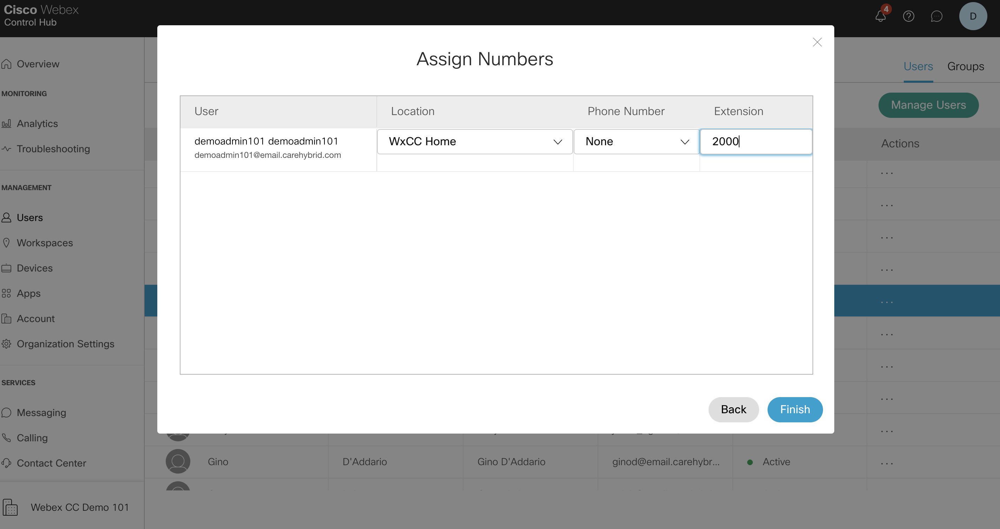 Cisco Webex
Control Hub
4
D
Overview
MONITORING
Analytics
Troubleshooting
MANAGEMENT
Users
Workspaces
Devices
Apps
Account
Organization Settings
SERVICES
Messaging
Calling
Contact Center
Webex CC Demo 101
Users Groups
Manage Users
Actions
Assign Numbers
User Location Phone Number Extension
demoadmin101 demoadmin101 WxCC Home None 2000
demoadmin101@email.carehybrid.com
Back Finish
Gino D'Addario Gino D'Addario ginod@email.carehybr... Active